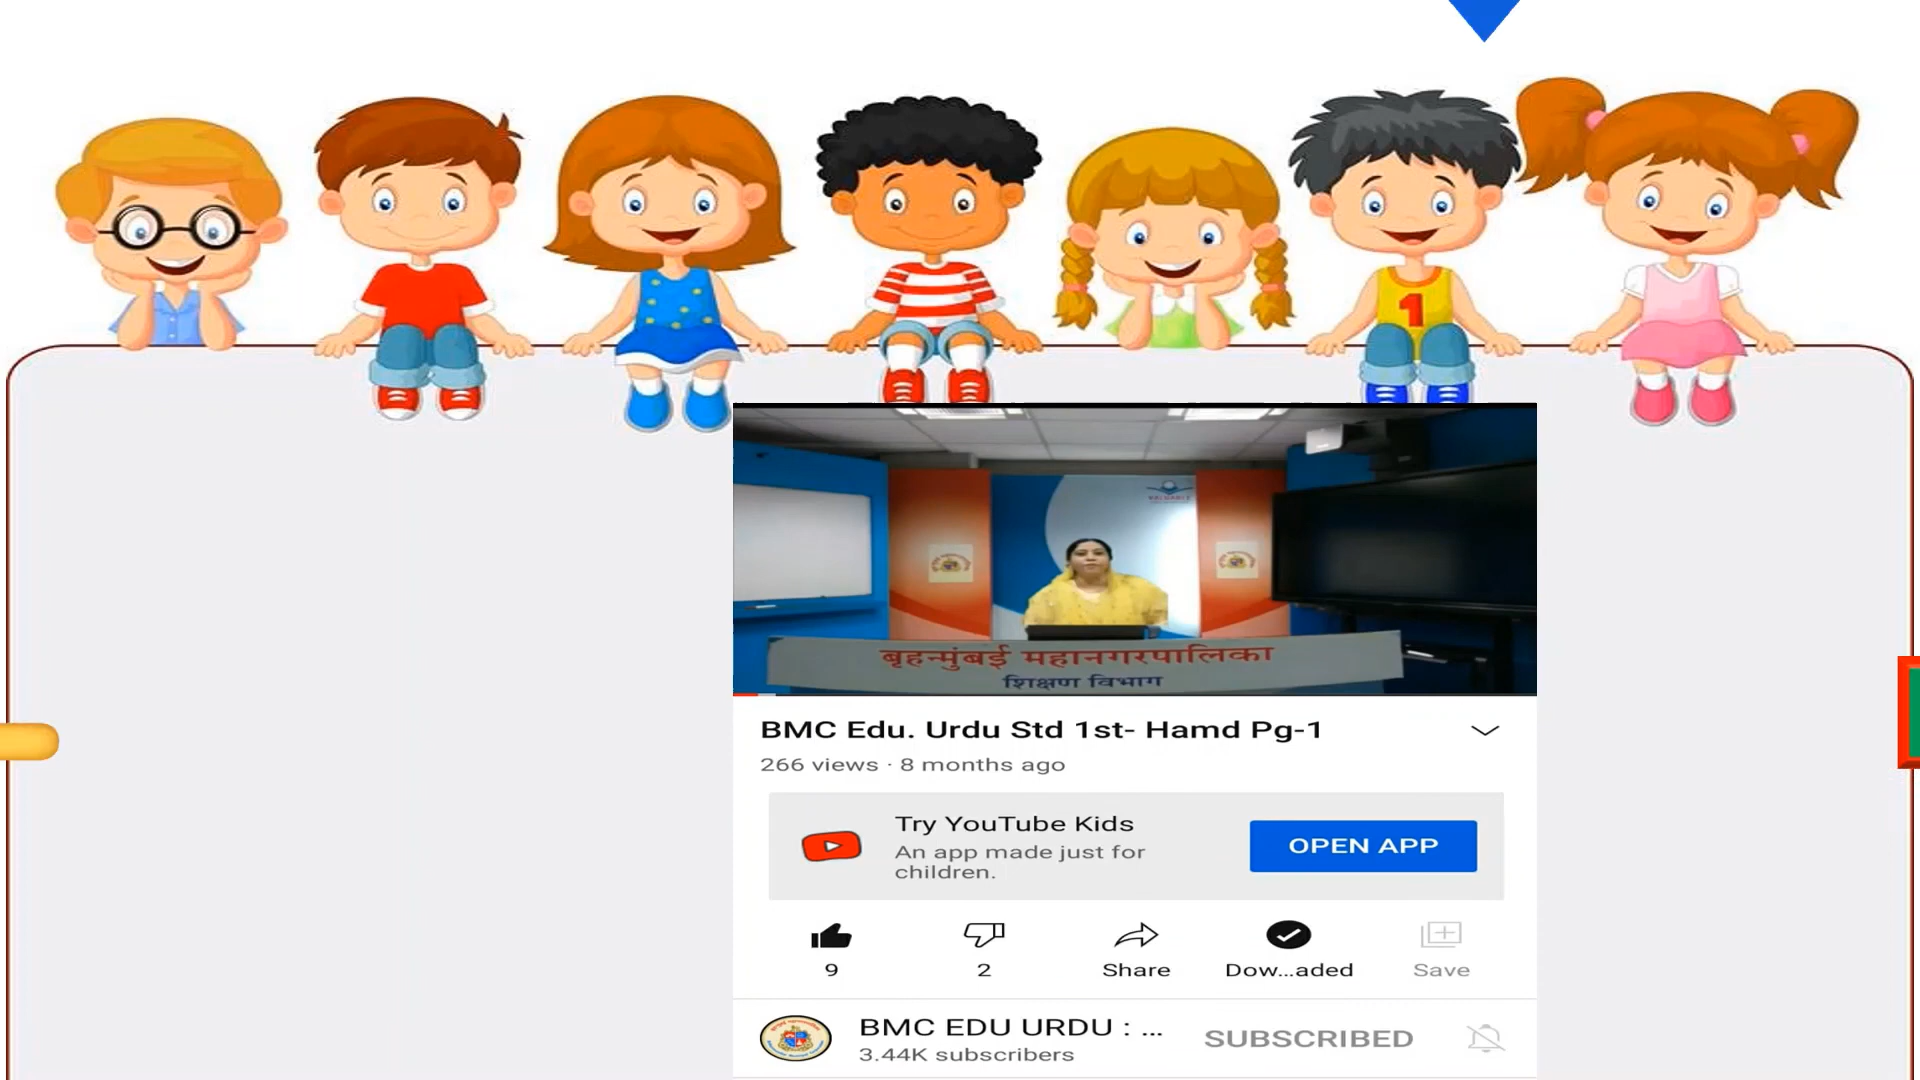 1
बृहन्मुंबई महानगरपालिका
शिक्षण विभाग
BMC Edu. Urdu Std 1st- Hamd Pg-1
266 views · 8 months ago
Try YouTube Kids
An app made just for
children.
OPEN APP
9
2
Share
Dow...aded
Save
BMC EDU URDU : ...
3.44K subscribers
SUBSCRIBED